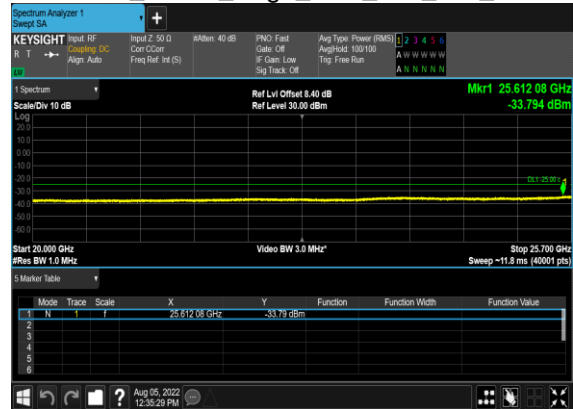 Spectrum Analyzer 1
Swept SA
+
KEYSIGHT Input: RF Input Z: 50 Ω #Atten: 40 dB PNO: Fast Avg Type: Power (RMS) 1 2 3 4 5 6
R T Coupling: DC Corr CCorr Gate: Off Avg|Hold: 100/100 A W W W W W
Align: Auto Freq Ref: Int (S) IF Gain: Low Trig: Free Run
Sig Track: Off A N N N N N
1 Spectrum Ref Lvl Offset 8.40 dB Mkr1 25.612 08 GHz
Scale/Div 10 dB Ref Level 30.00 dBm -33.794 dBm
Log
20.0
10.0
0.00
-10.0
-20.0
DL1 -25.00
-30.0
-40.0
-50.0
-60.0
Start 20.000 GHz Video BW 3.0 MHz* Stop 25.700 GHz
#Res BW 1.0 MHz Sweep ~11.8 ms (40001 pts)
5 Marker Table
Mode Trace Scale X Y Function Function Width Function Value
1 N 1 f 25.612 08 GHz -33.79 dBm
2
3
4
5
6
? Aug 05, 2022
12:35:29 PM